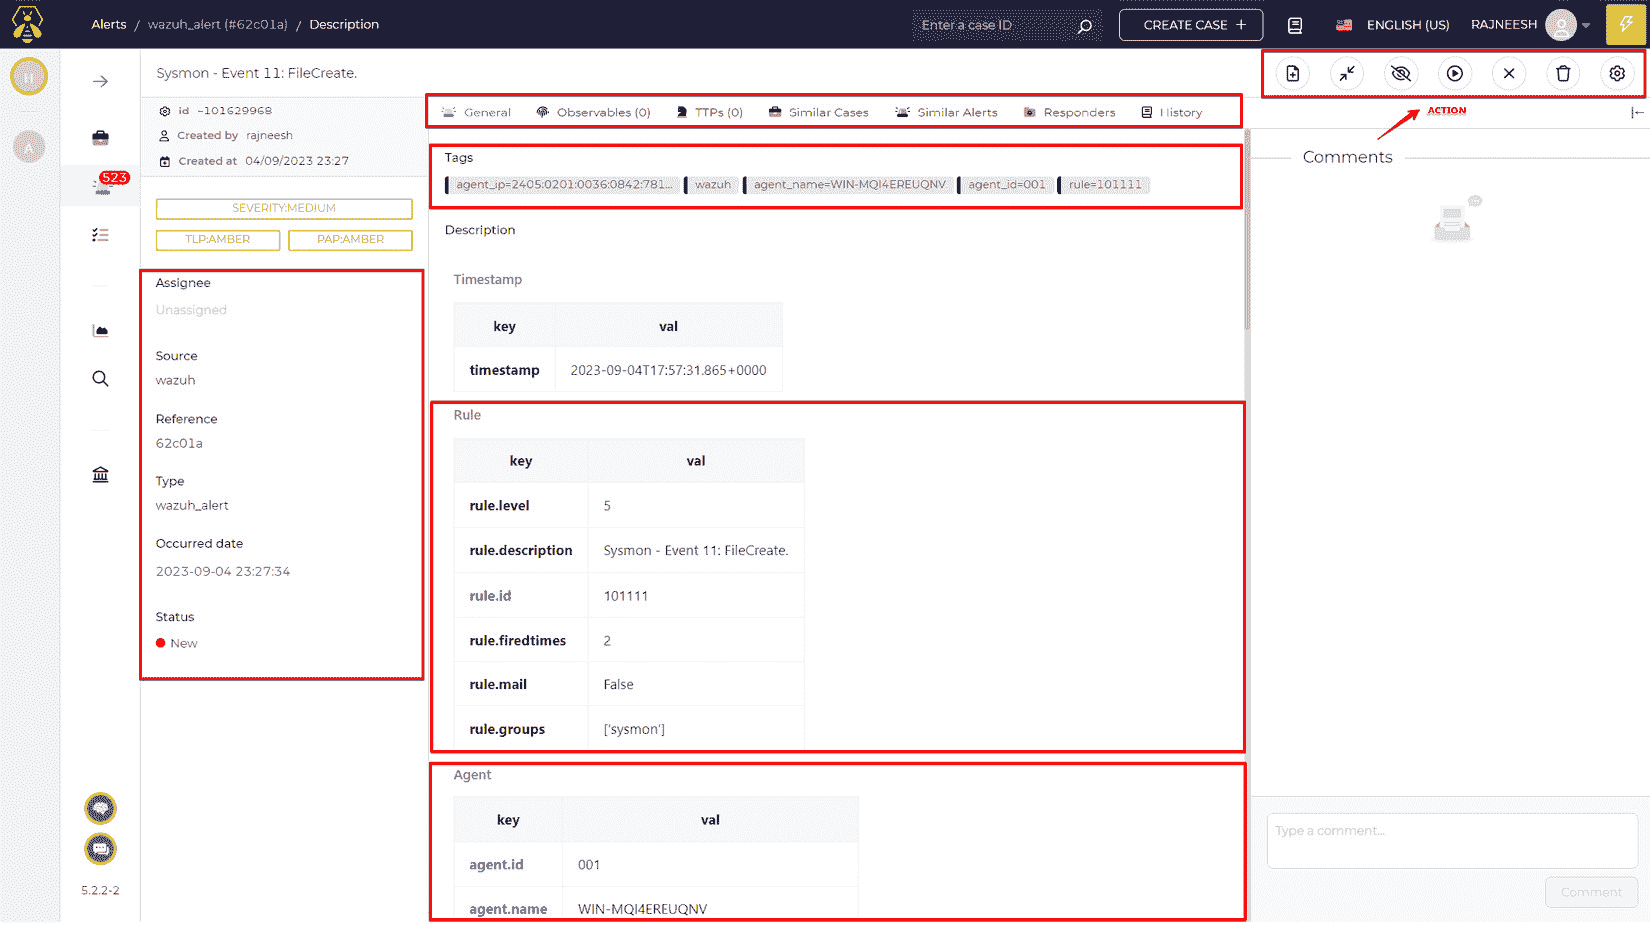 Alerts / wazuh_alert (#62c01a) / Description
Enter a case ID
CREATE CASE +
ENGLISH (US)
RAJNEESH
H
A
523
5.2.2-2
Sysmon - Event 11: FileCreate.
id ~101629968
Created by rajneesh
Created at 04/09/2023 23:27
SEVERITY:MEDIUM
TLP:AMBER
PAP:AMBER
Assignee
Unassigned
Source
wazuh
Reference
62c01a
Type
wazuh_alert
Occurred date
2023-09-04 23:27:34
Status
New
General Observables (0) TTPs (0) Similar Cases Similar Alerts Responders History
Tags
agent_ip=2405:0201:0036:0842:781... wazuh agent_name=WIN-MQI4EREUQNV agent_id=001 rule=101111
Description
Timestamp
key val
timestamp 2023-09-04T17:57:31.865+0000
Rule
key val
rule.level 5
rule.description Sysmon - Event 11: FileCreate.
rule.id 101111
rule.firedtimes 2
rule.mail False
rule.groups ['sysmon']
Agent
key val
agent.id 001
agent.name WIN-MQI4EREUQNV
ACTION
Comments
Type a comment...
Comment